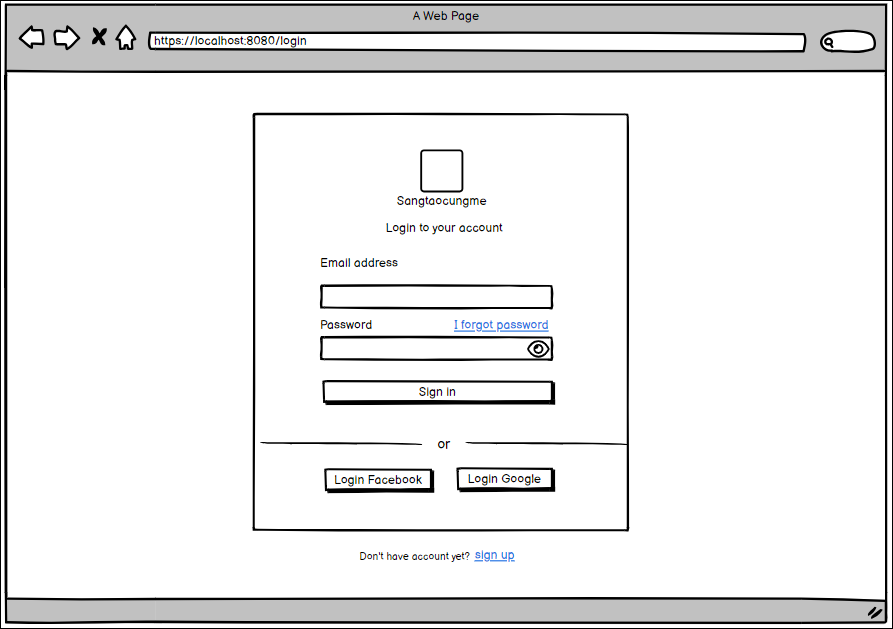 A Web Page
https://localhost:8080/login
Sangtaocungme
Login to your account
Email address
Password I forgot password
Sign in
or
Login Facebook Login Google
Don't have account yet? sign up